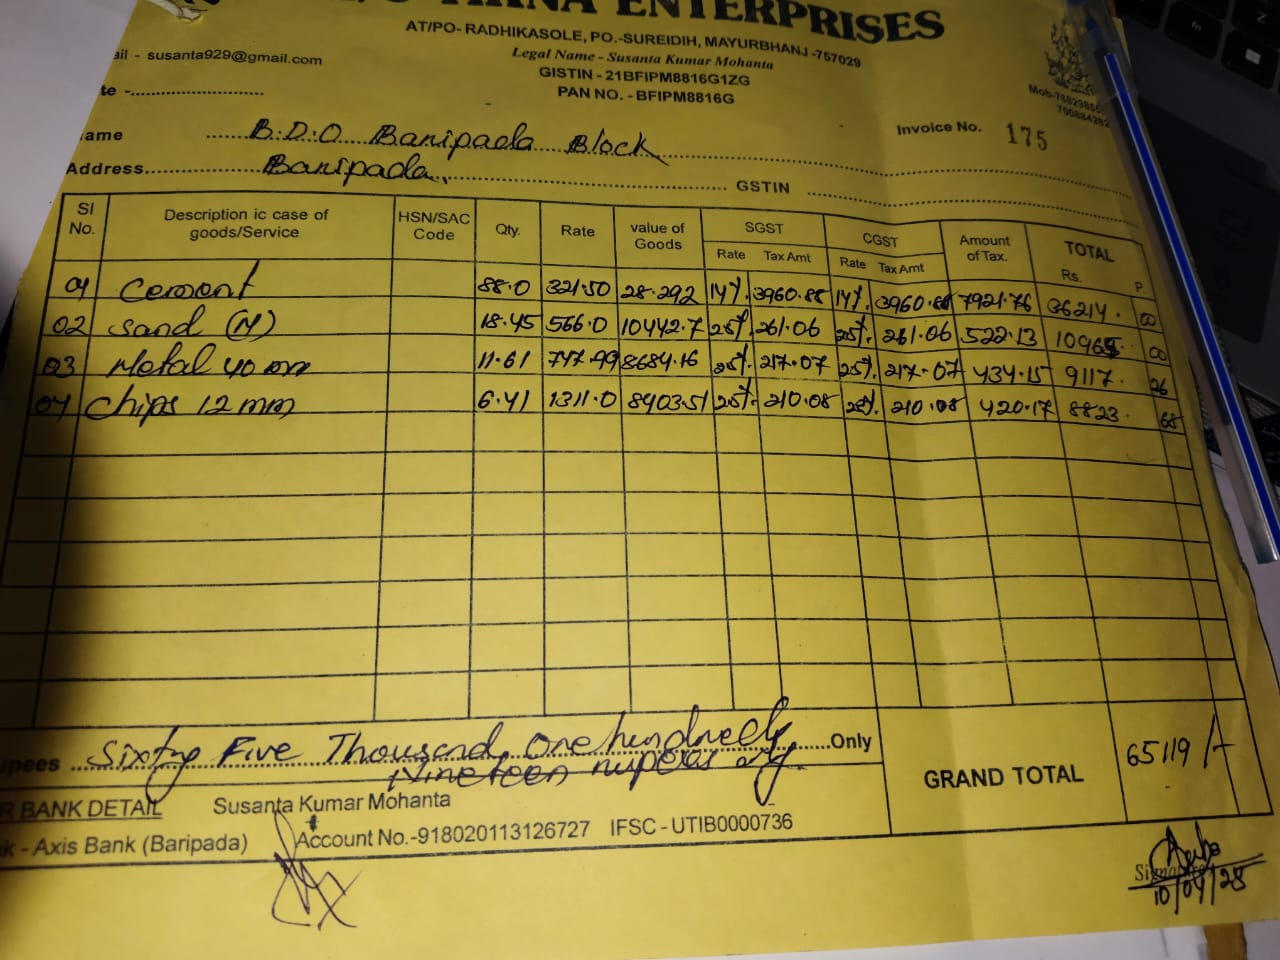 ENTERPRISES
AT/PO- RADHIKASOLE, PO.-SUREIDIH, MAYURBHANJ -757029
Legal Name - Susanta Kumar Mohanta
ail - susanta929@gmail.com
GISTIN - 21BFIPM8816G1ZG
PAN NO. - BFIPM8816G
te -
ame B.D.O Baripada Block
Invoice No. 175
Address Baripada
GSTIN
SI No. Description ic case of goods/Service HSN/SAC Code Qty. Rate value of Goods SGST Rate Tax Amt CGST Rate Tax Amt Amount of Tax. TOTAL Rs. P
01 Cement 88.0 321.50 28.292 14% 3960.88 14% 3960.88 7921.76 36214. 00
02 Sand (N) 18.45 566.0 10442.7 2.5% 261.06 2.5% 261.06 522.13 00
03 Metal 40 mm 11.61 747.99 8684.16 2.5% 217.07 2.5% 217.07 434.15 9117. 26
04 Chips 12 mm 6.41 1311.0 8403.51 2.5% 210.08 2.5% 210.08 420.17 8823. 68
upees Sixty Five Thousand, One hundred Only
Nineteen rupees
GRAND TOTAL 65119/-
R BANK DETAIL Susanta Kumar Mohanta
k - Axis Bank (Baripada) Account No.-918020113126727 IFSC - UTIB0000736
10/04/25